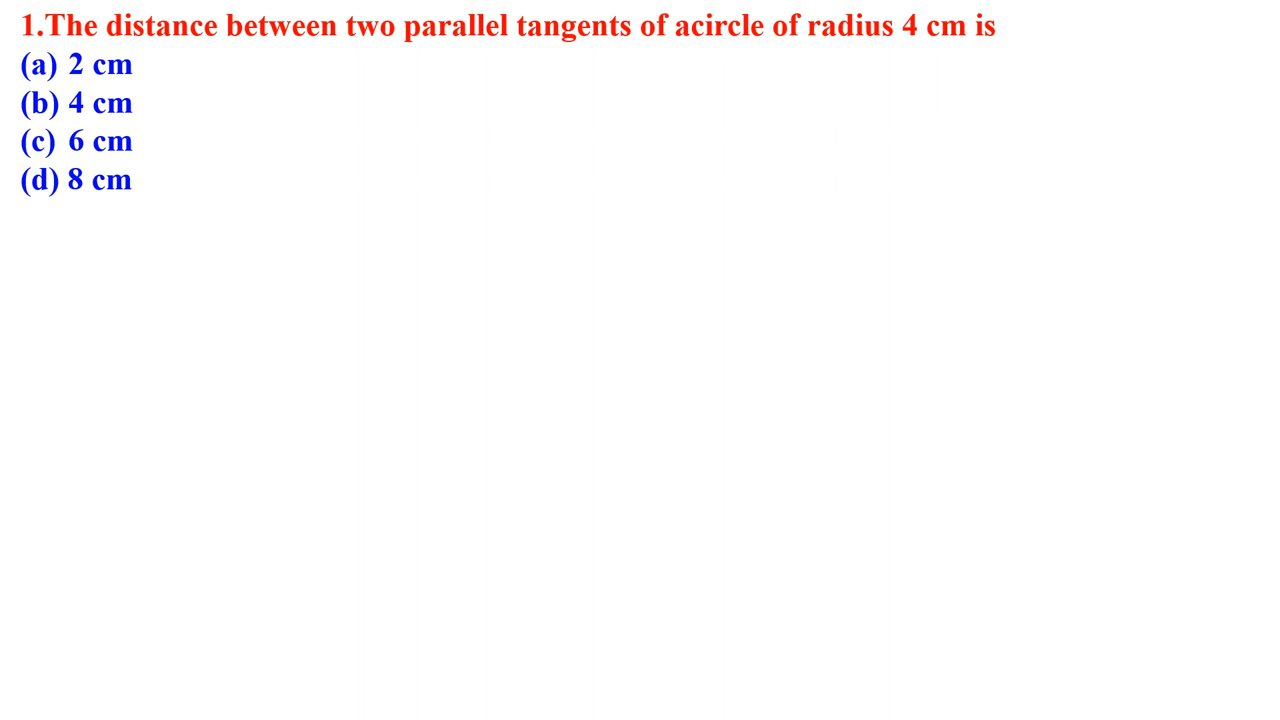 1.The distance between two parallel tangents of acircle of radius 4 cm is
(a) 2 cm
(b) 4 cm
(c) 6 cm
(d) 8 cm